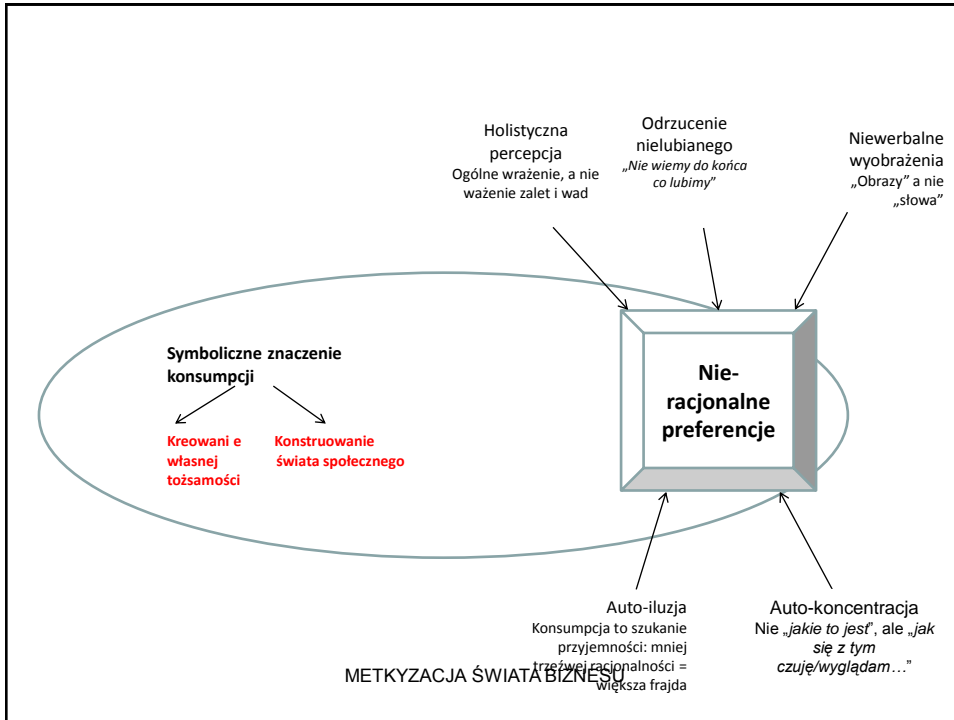 Holistyczna
percepcja
Ogólne wrażenie, a nie
ważenie zalet i wad
Odrzucenie
nielubianego
„Nie wiemy do końca
co lubimy”
Niewerbalne
wyobrażenia
„Obrazy” a nie
„słowa”
Symboliczne znaczenie
konsumpcji
Kreowani e
własnej
tożsamości
Konstruowanie
świata społecznego
Nie-
racjonalne
preferencje
Auto-iluzja
Konsumpcja to szukanie
przyjemności: mniej
trzeźwej racjonalności =
większa frajda
Auto-koncentracja
Nie „jakie to jest”, ale „jak
się z tym
czuję/wyglądam…”
METKYZACJA ŚWIATA BIZNESU